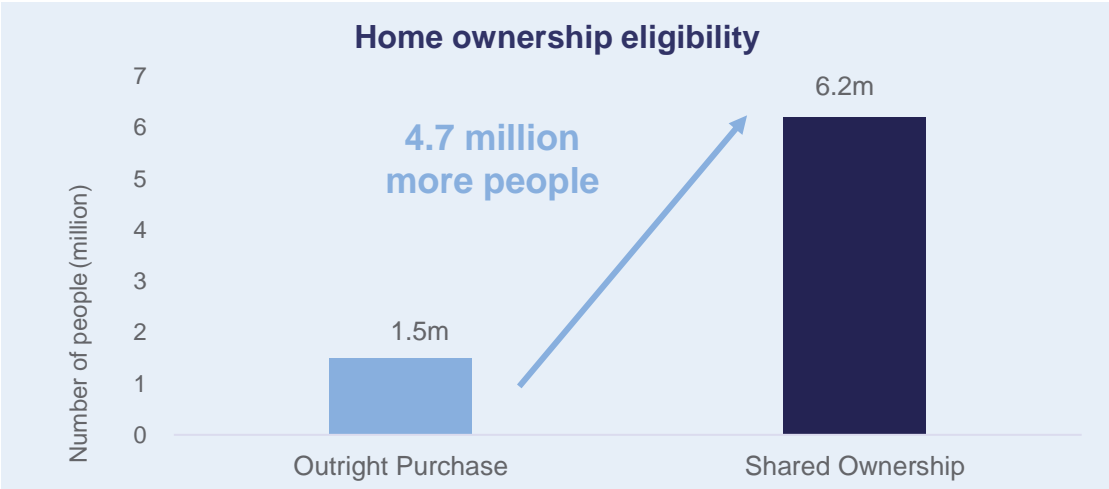 Home ownership eligibility
7
6
5
4
3
2
1
0
Number of people (million)
4.7 million
more people
1.5m
6.2m
Outright Purchase
Shared Ownership